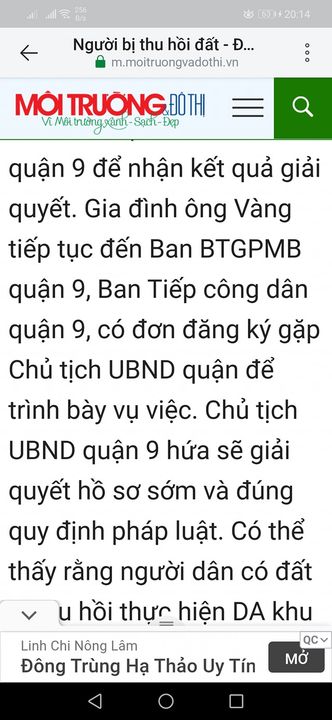 256
B/s
63
20:14
Người bị thu hồi đất - Đ...
m.moitruongvadothi.vn
MÔI TRƯỜNG & ĐÔ THỊ
Vì Môi trường Xanh - Sạch - Đẹp
quận 9 để nhận kết quả giải
quyết. Gia đình ông Vàng
tiếp tục đến Ban BTGPMB
quận 9, Ban Tiếp công dân
quận 9, có đơn đăng ký gặp
Chủ tịch UBND quận để
trình bày vụ việc. Chủ tịch
UBND quận 9 hứa sẽ giải
quyết hồ sơ sớm và đúng
quy định pháp luật. Có thể
thấy rằng người dân có đất
u hồi thực hiện DA khu
QC
Linh Chi Nông Lâm
Đông Trùng Hạ Thảo Uy Tín
MỞ